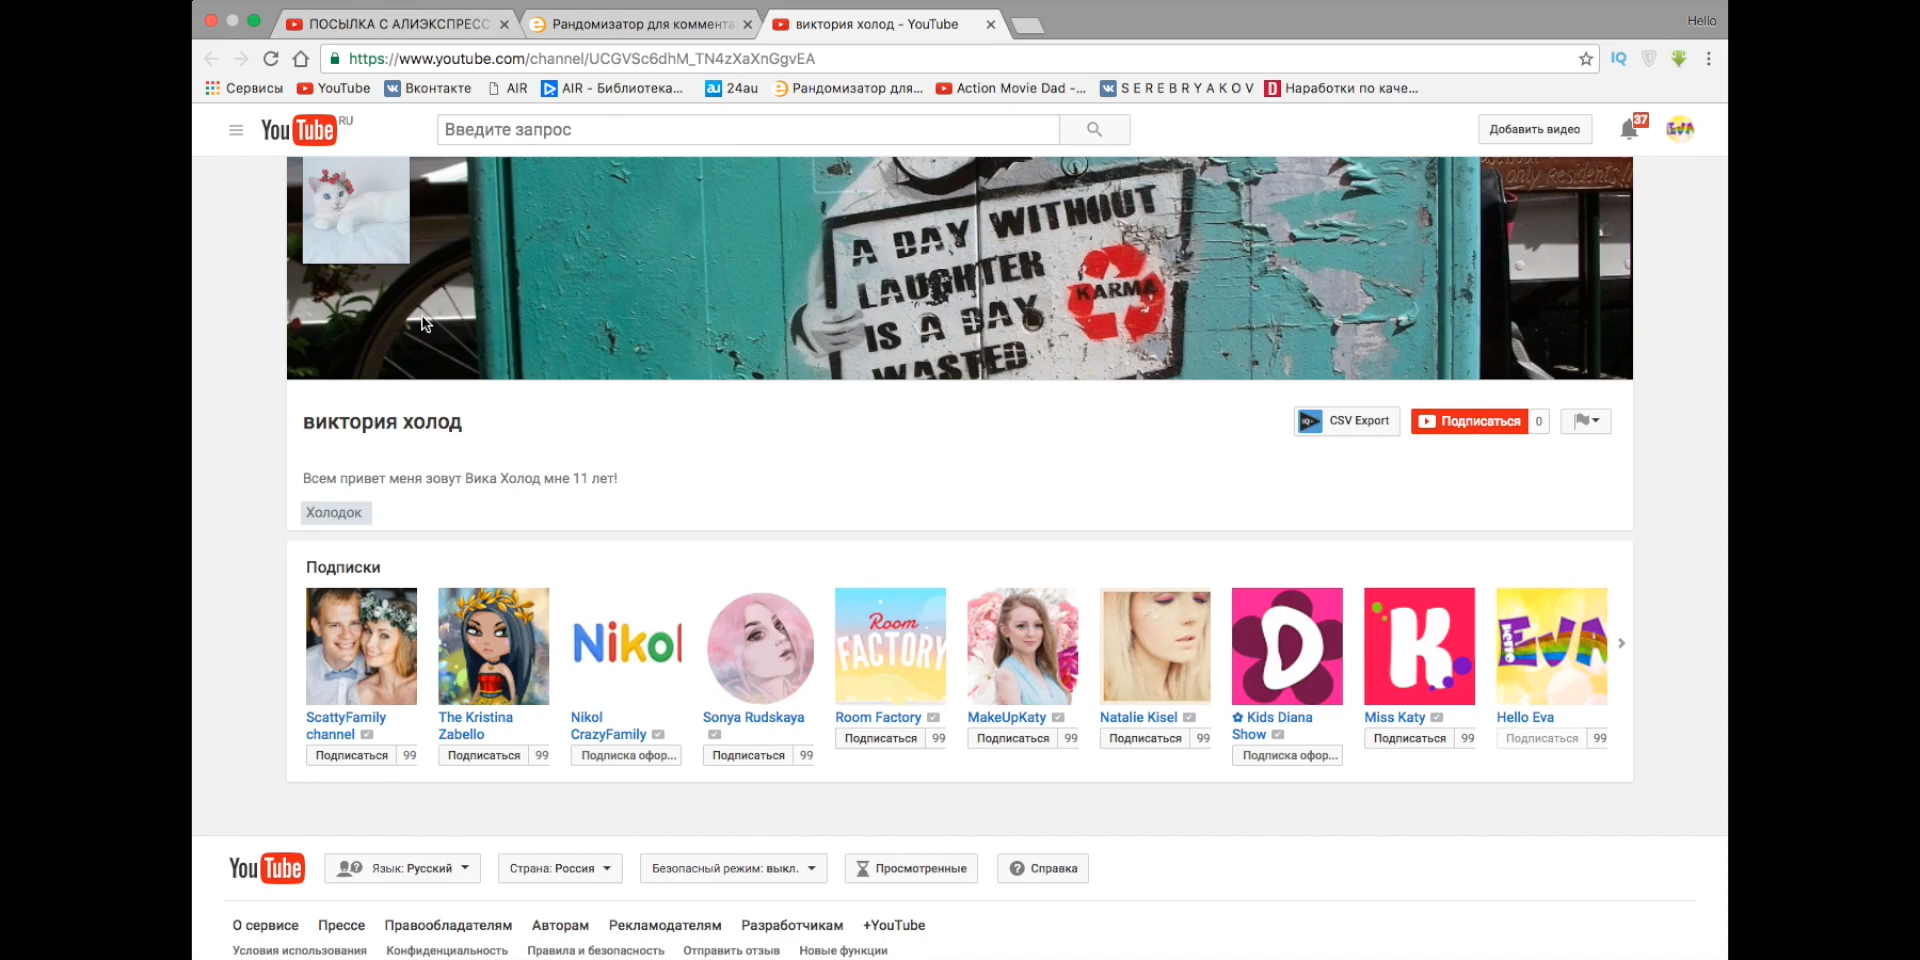 ПОСЫЛКА С АЛИЭКСПРЕСС
Рандомизатор для коммента
виктория холод - YouTube
Hello
https://www.youtube.com/channel/UCGVSc6dhM_TN4zXaXnGgvEA
IQ
Сервисы
YouTube
Вконтакте
AIR
AIR - Библиотека...
24au
Рандомизатор для...
Action Movie Dad -...
S E R E B R Y A K O V
Наработки по каче...
YouTube RU
Введите запрос
Добавить видео
37
only residents
A DAY WITHOUT
LAUGHTER
IS A DAY
WASTED
KARMA
виктория холод
CSV Export
Подписаться
0
Всем привет меня зовут Вика Холод мне 11 лет!
Холодок
Подписки
Nikol
Room
FACTORY
D
K
HELLO
EVA
ScattyFamily
channel
The Kristina
Zabello
Nikol
CrazyFamily
Sonya Rudskaya
Room Factory
MakeUpKaty
Natalie Kisel
✿ Kids Diana
Show
Miss Katy
Hello Eva
Подписаться 99
Подписаться 99
Подписка офор...
Подписаться 99
Подписаться 99
Подписаться 99
Подписаться 99
Подписка офор...
Подписаться 99
Подписаться 99
YouTube
Язык: Русский
Страна: Россия
Безопасный режим: выкл.
Просмотренные
Справка
О сервисе Прессе Правообладателям Авторам Рекламодателям Разработчикам +YouTube
Условия использования Конфиденциальность Правила и безопасность Отправить отзыв Новые функции